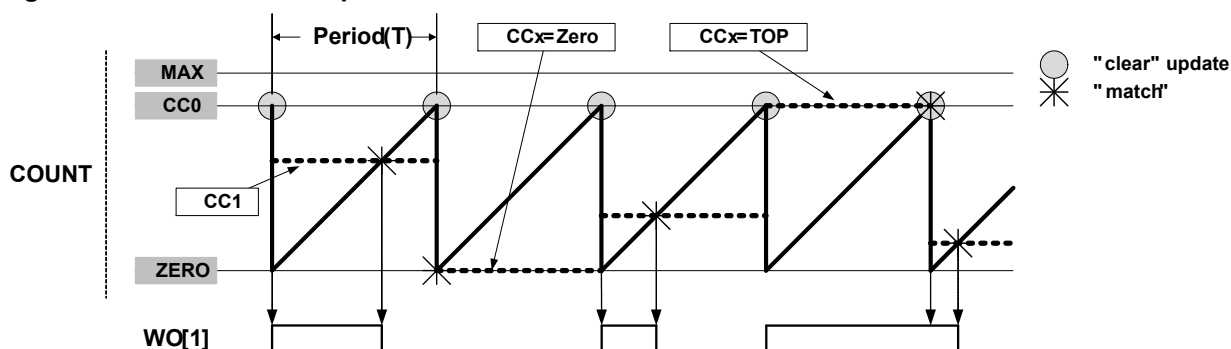 Period(T)
CCx=Zero
CCx=TOP
"clear" update
MAX
"match"
CC0
COUNT
CC1
ZERO
WO[1]